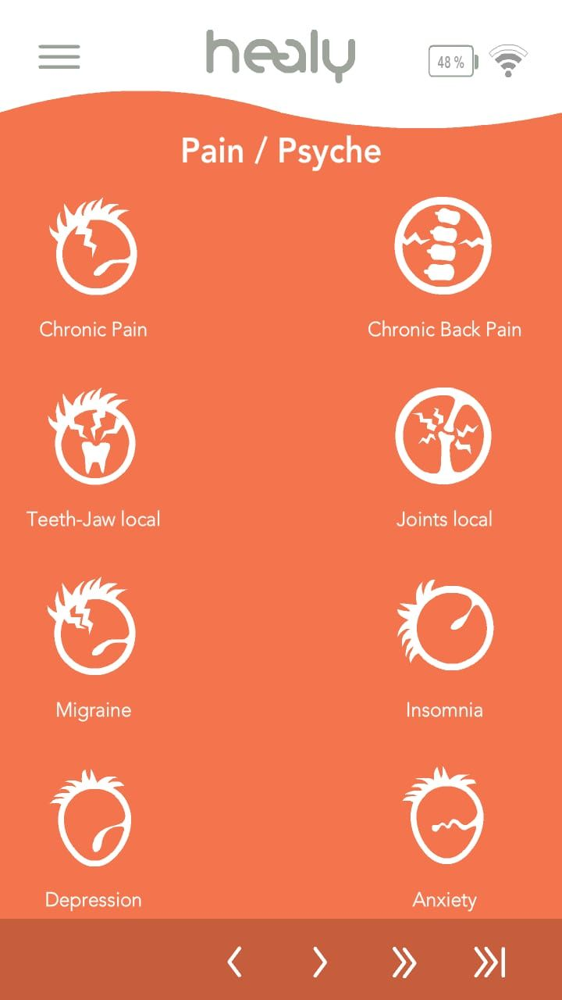 healy
48 %
Pain / Psyche
Chronic Pain
Chronic Back Pain
Teeth-Jaw local
Joints local
Migraine
Insomnia
Depression
Anxiety